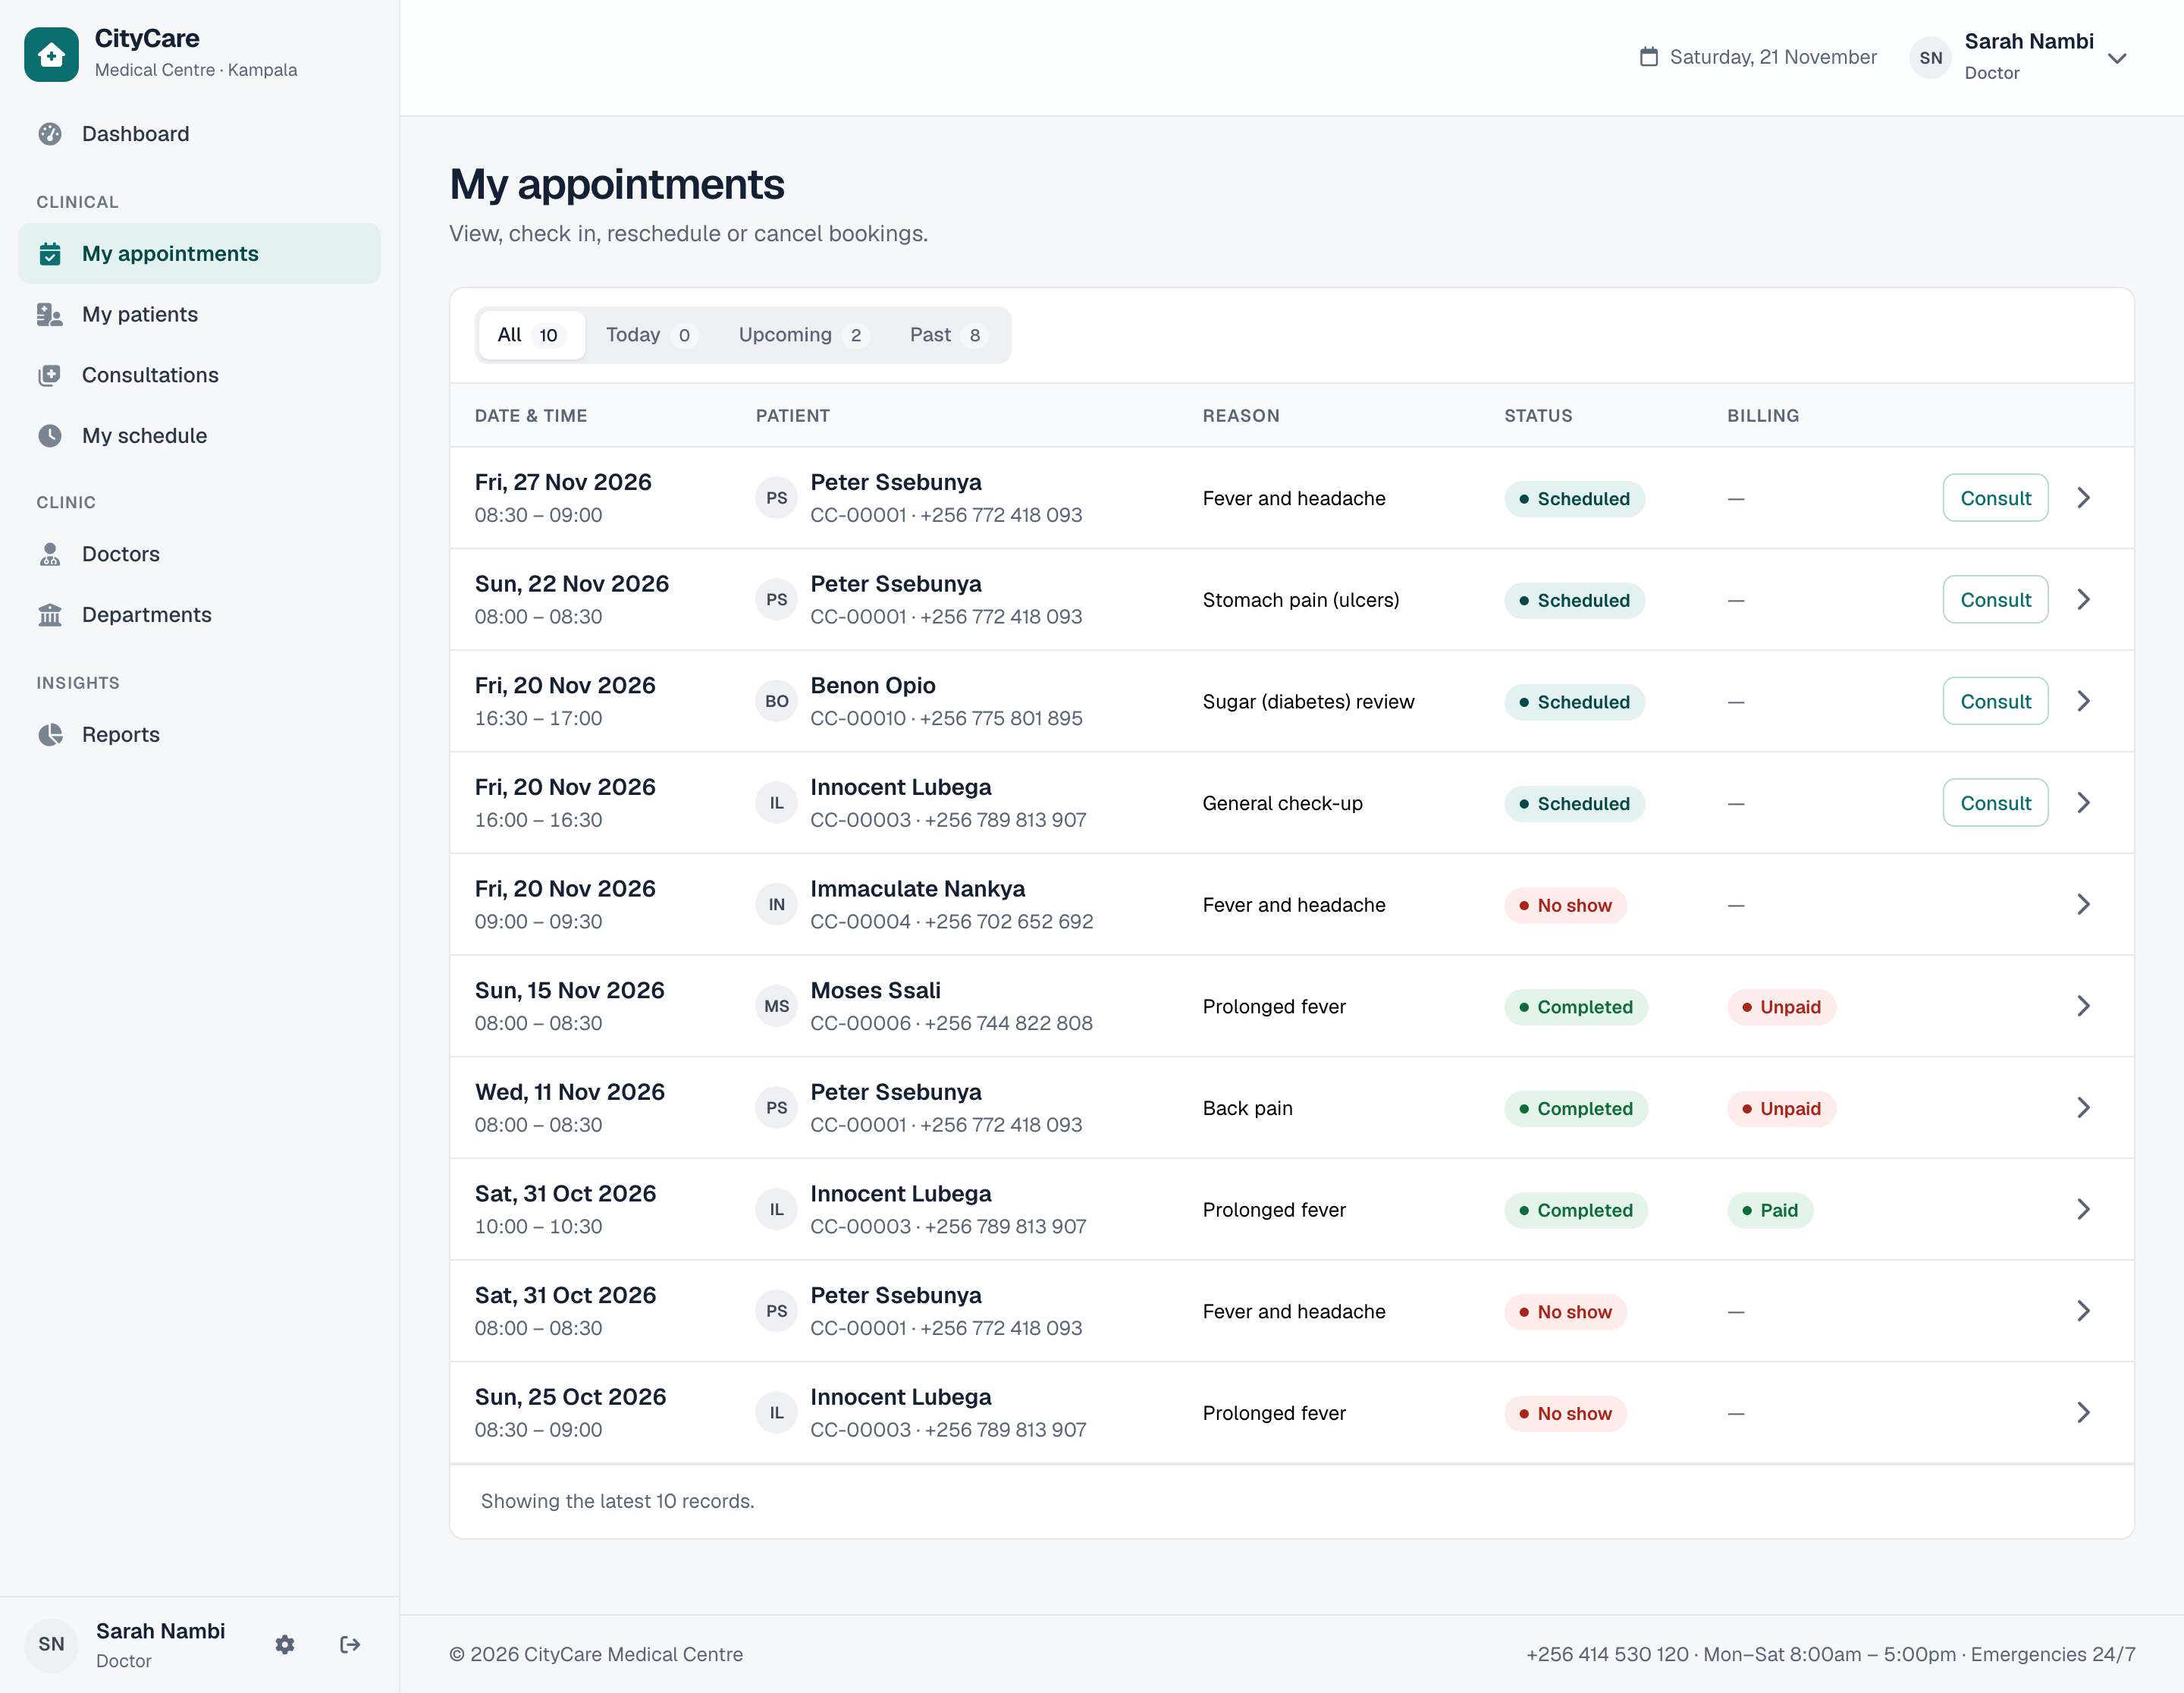 CityCare
Medical Centre · Kampala
Dashboard
CLINICAL
My appointments
My patients
Consultations
My schedule
CLINIC
Doctors
Departments
INSIGHTS
Reports
SN
Sarah Nambi
Doctor
Saturday, 21 November
SN
Sarah Nambi
Doctor
My appointments
View, check in, reschedule or cancel bookings.
All 10 Today 0 Upcoming 2 Past 8
DATE & TIME PATIENT REASON STATUS BILLING
Fri, 27 Nov 2026
08:30 – 09:00
PS
Peter Ssebunya
CC-00001 · +256 772 418 093
Fever and headache
Scheduled
—
Consult
Sun, 22 Nov 2026
08:00 – 08:30
PS
Peter Ssebunya
CC-00001 · +256 772 418 093
Stomach pain (ulcers)
Scheduled
—
Consult
Fri, 20 Nov 2026
16:30 – 17:00
BO
Benon Opio
CC-00010 · +256 775 801 895
Sugar (diabetes) review
Scheduled
—
Consult
Fri, 20 Nov 2026
16:00 – 16:30
IL
Innocent Lubega
CC-00003 · +256 789 813 907
General check-up
Scheduled
—
Consult
Fri, 20 Nov 2026
09:00 – 09:30
IN
Immaculate Nankya
CC-00004 · +256 702 652 692
Fever and headache
No show
—
Sun, 15 Nov 2026
08:00 – 08:30
MS
Moses Ssali
CC-00006 · +256 744 822 808
Prolonged fever
Completed
Unpaid
Wed, 11 Nov 2026
08:00 – 08:30
PS
Peter Ssebunya
CC-00001 · +256 772 418 093
Back pain
Completed
Unpaid
Sat, 31 Oct 2026
10:00 – 10:30
IL
Innocent Lubega
CC-00003 · +256 789 813 907
Prolonged fever
Completed
Paid
Sat, 31 Oct 2026
08:00 – 08:30
PS
Peter Ssebunya
CC-00001 · +256 772 418 093
Fever and headache
No show
—
Sun, 25 Oct 2026
08:30 – 09:00
IL
Innocent Lubega
CC-00003 · +256 789 813 907
Prolonged fever
No show
—
Showing the latest 10 records.
© 2026 CityCare Medical Centre
+256 414 530 120 · Mon–Sat 8:00am – 5:00pm · Emergencies 24/7